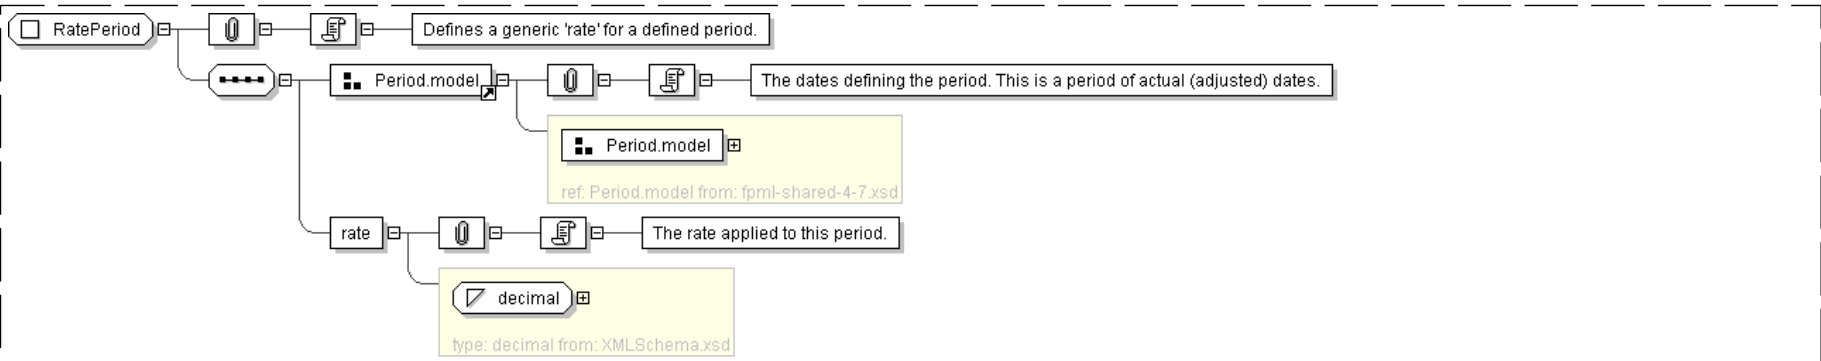 RatePeriod
Defines a generic 'rate' for a defined period.
Period.model
The dates defining the period. This is a period of actual (adjusted) dates.
Period.model
ref: Period.model from: fpml-shared-4-7.xsd
rate
The rate applied to this period.
decimal
type: decimal from: XMLSchema.xsd